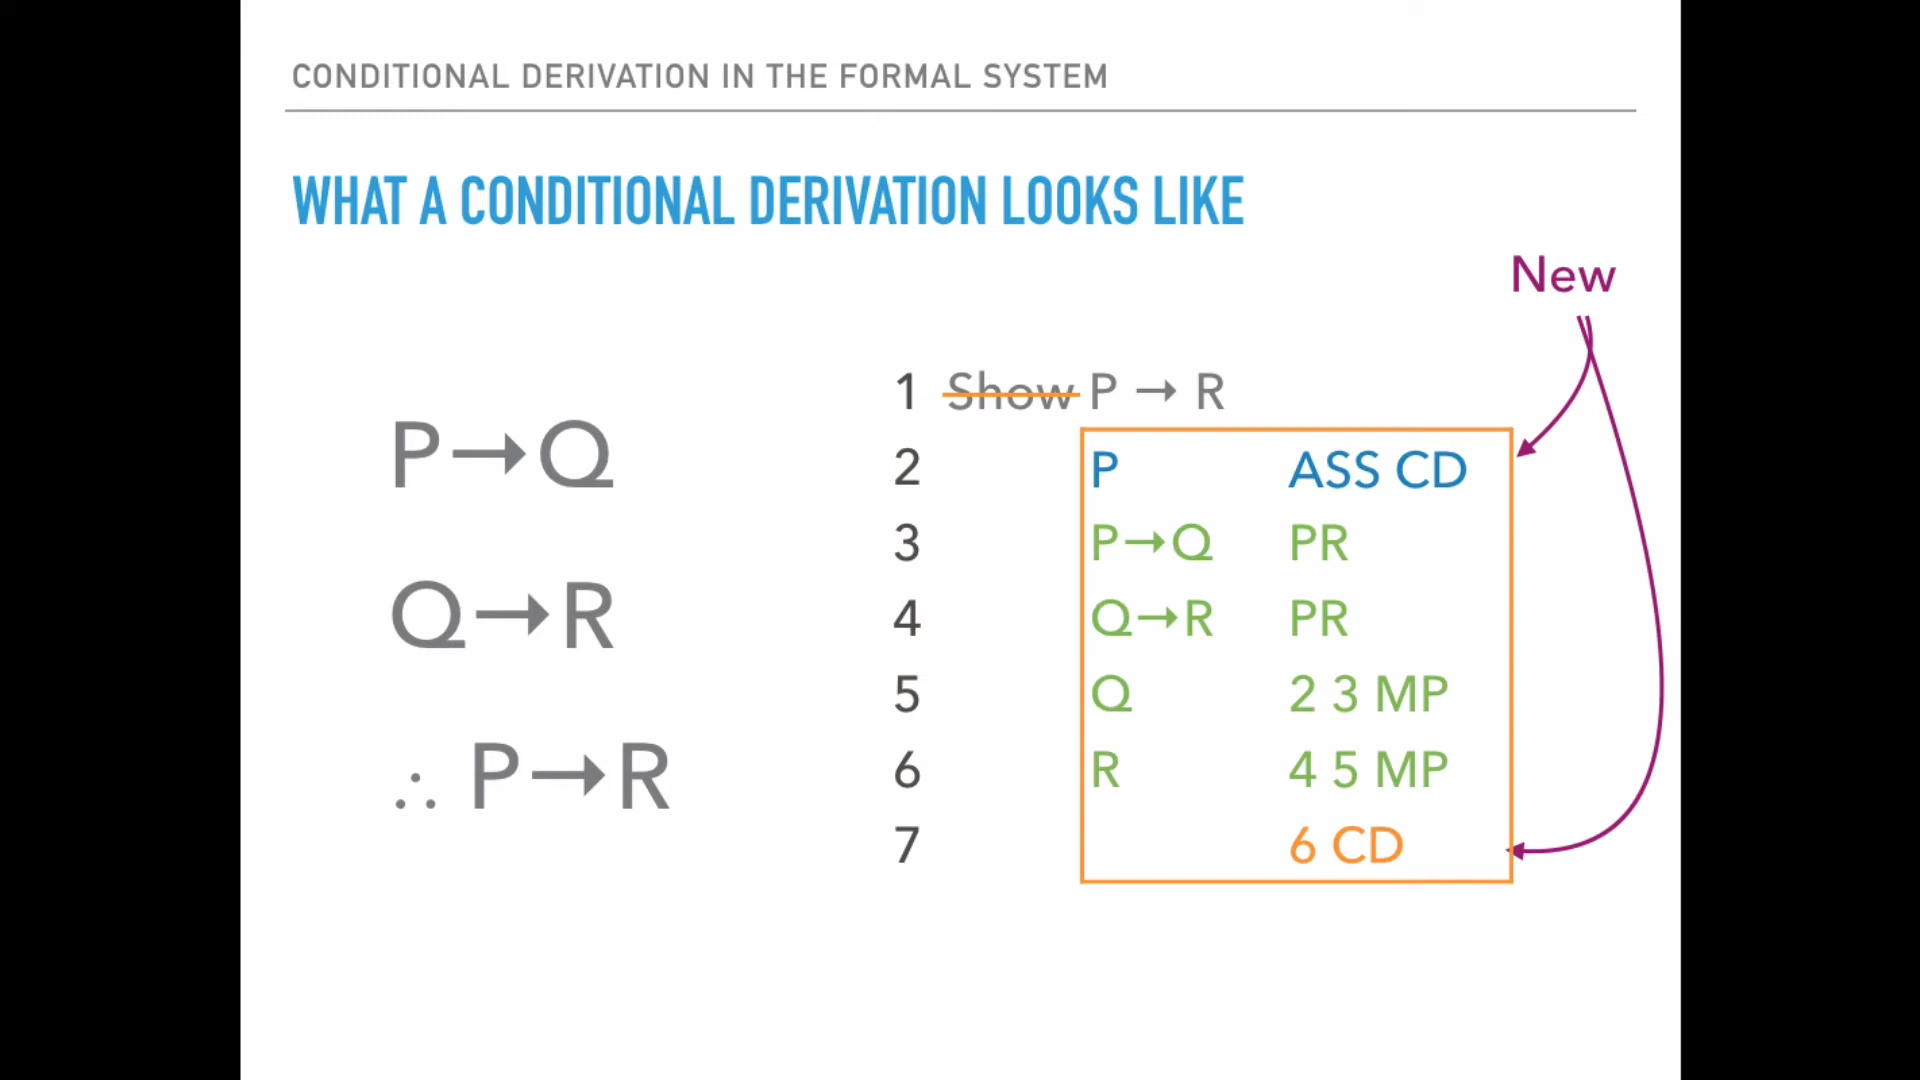 CONDITIONAL DERIVATION IN THE FORMAL SYSTEM
WHAT A CONDITIONAL DERIVATION LOOKS LIKE
New
P→Q
Q→R
∴ P→R
1 Show P → R
2 P ASS CD
3 P→Q PR
4 Q→R PR
5 Q 2 3 MP
6 R 4 5 MP
7 6 CD